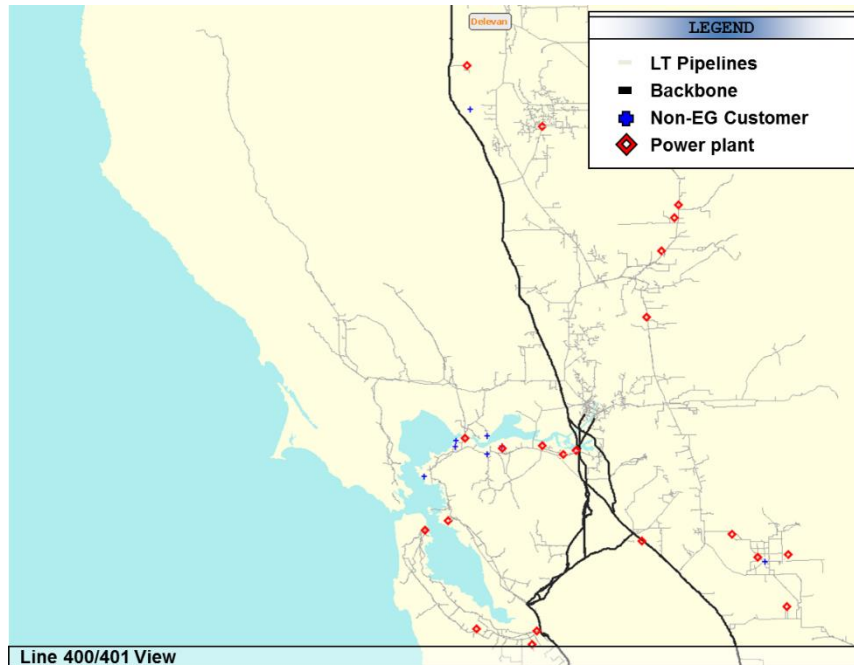 Delevan
LEGEND
LT Pipelines
Backbone
Non-EG Customer
Power plant
Line 400/401 View